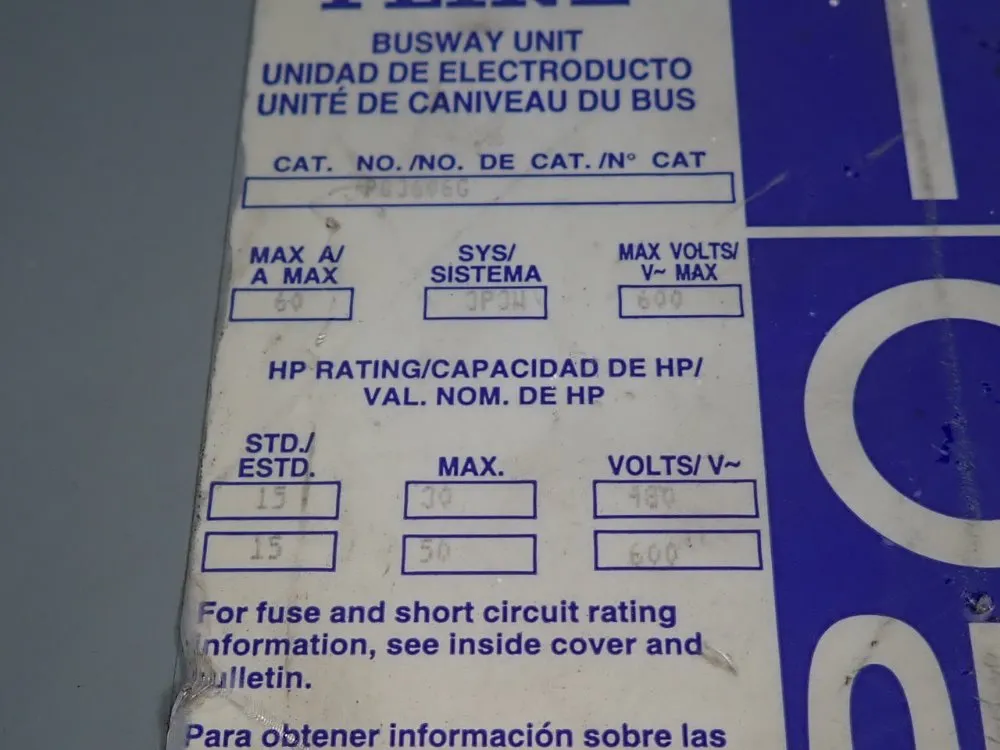 BUSWAY UNIT
UNIDAD DE ELECTRODUCTO
UNITÉ DE CANIVEAU DU BUS
CAT. NO./NO. DE CAT./N° CAT
MAX A/
A MAX
SYS/
SISTEMA
MAX VOLTS/
V~ MAX
60
3P3W
600
HP RATING/CAPACIDAD DE HP/
VAL. NOM. DE HP
STD./
ESTD.
MAX.
VOLTS/V~
15
30
480
15
50
600
For fuse and short circuit rating
information, see inside cover and
bulletin.
Para obtener información sobre las